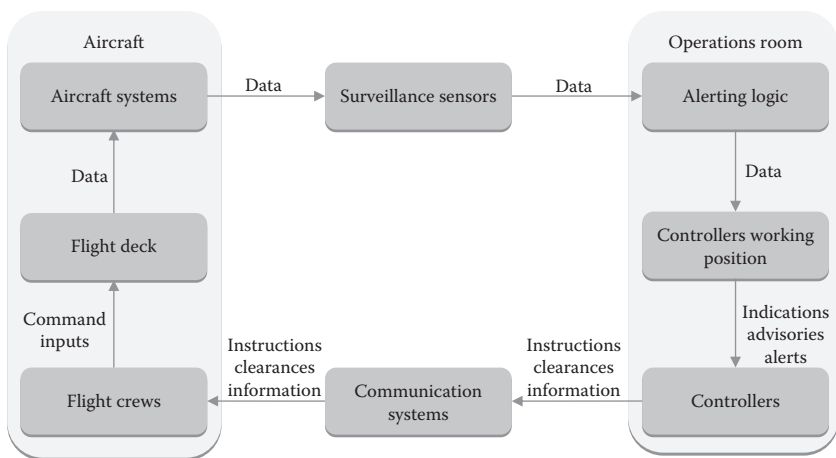 Aircraft
Operations room
Aircraft systems
Data
Surveillance sensors
Data
Alerting logic
Data
Data
Flight deck
Controllers working
position
Command
inputs
Instructions
clearances
information
Instructions
clearances
information
Indications
advisories
alerts
Flight crews
Communication
systems
Controllers